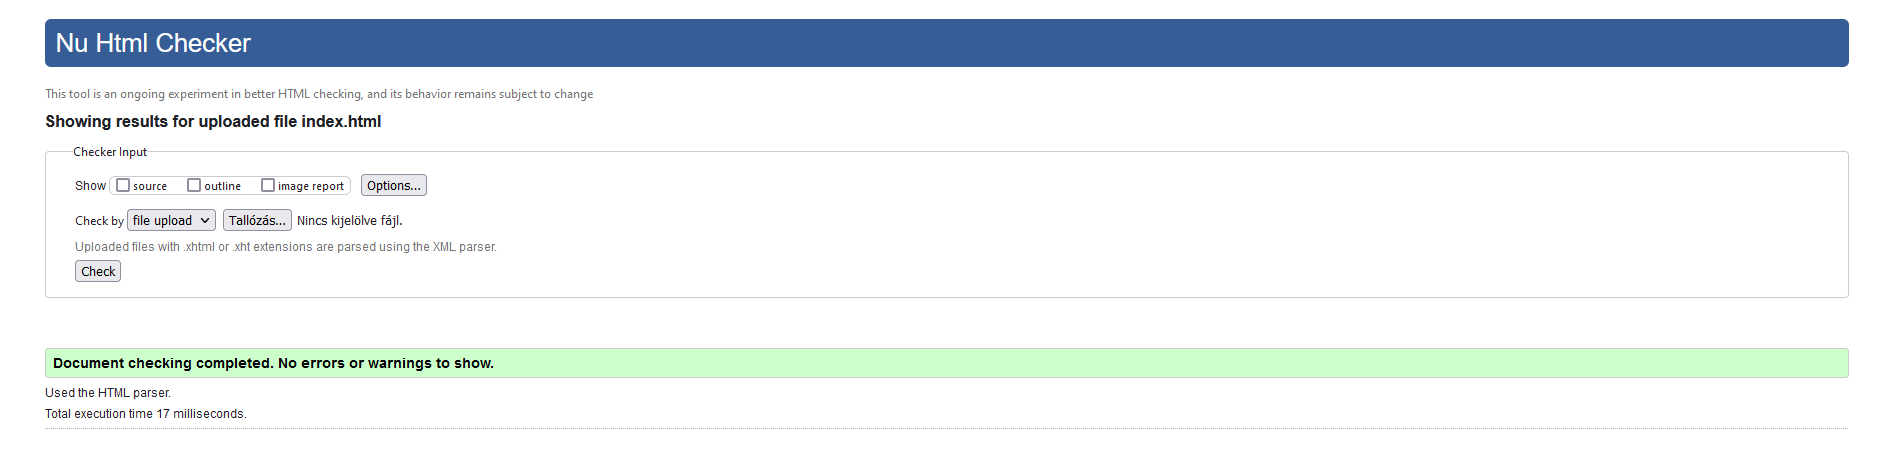 Nu Html Checker
This tool is an ongoing experiment in better HTML checking, and its behavior remains subject to change
Showing results for uploaded file index.html
Checker Input
Show source outline image report Options...
Check by file upload Tallózás... Nincs kijelölve fájl.
Uploaded files with .xhtml or .xht extensions are parsed using the XML parser.
Check
Document checking completed. No errors or warnings to show.
Used the HTML parser.
Total execution time 17 milliseconds.